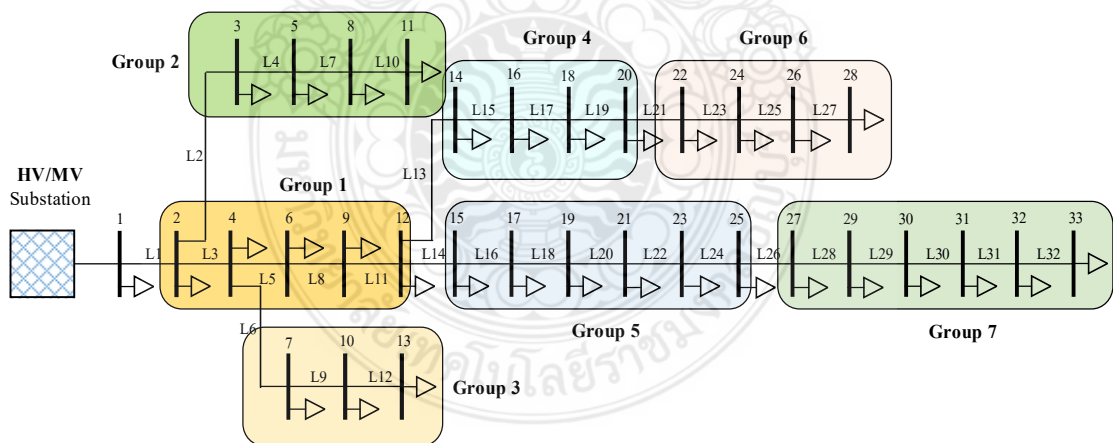 3 5 8 11
Group 2
L4 L7 L10
Group 4
14 16 18 20
L15 L17 L19
L21
Group 6
22 24 26 28
L23 L25 L27
L2
L13
HV/MV
Substation
Group 1
1 2 4 6 9 12
L1 L3 L5 L8 L11 L14
15 17 19 21 23 25
L16 L18 L20 L22 L24 L26
27 29 30 31 32 33
L28 L29 L30 L31 L32
Group 5
Group 7
L6
7 10 13
L9 L12
Group 3